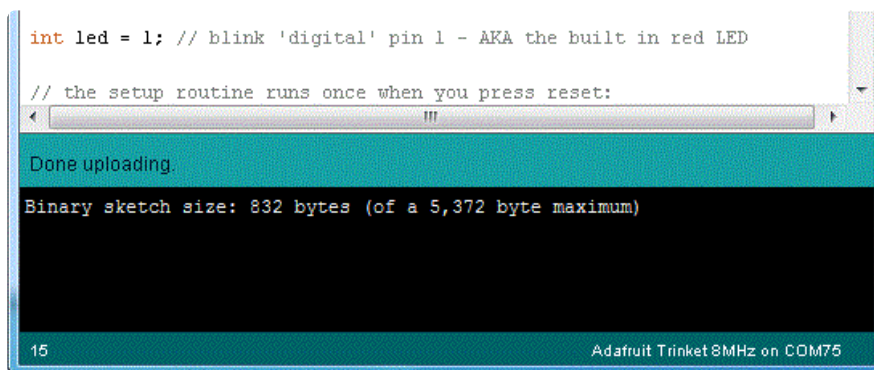 int led = 1; // blink 'digital' pin 1 - AKA the built in red LED
// the setup routine runs once when you press reset:
Done uploading.
Binary sketch size: 832 bytes (of a 5,372 byte maximum)
15
Adafruit Trinket 8MHz on COM75